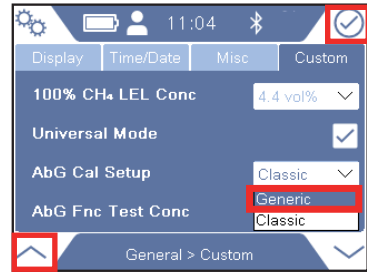 11:04
Display Time/Date Misc Custom
100% CH₄ LEL Conc 4.4 vol%
Universal Mode
AbG Cal Setup Classic
Generic
AbG Fnc Test Conc Classic
General > Custom